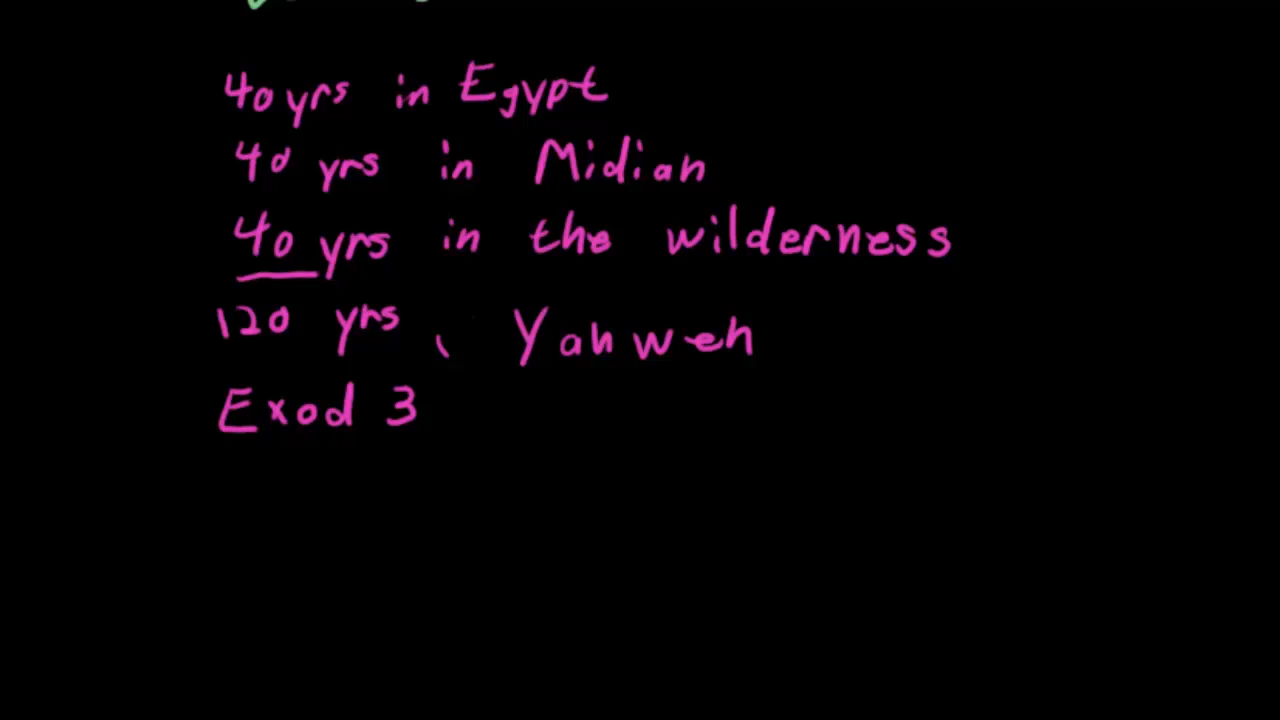 40 yrs in Egypt
40 yrs in Midian
40 yrs in the wilderness
120 yrs, Yahweh
Exod 3